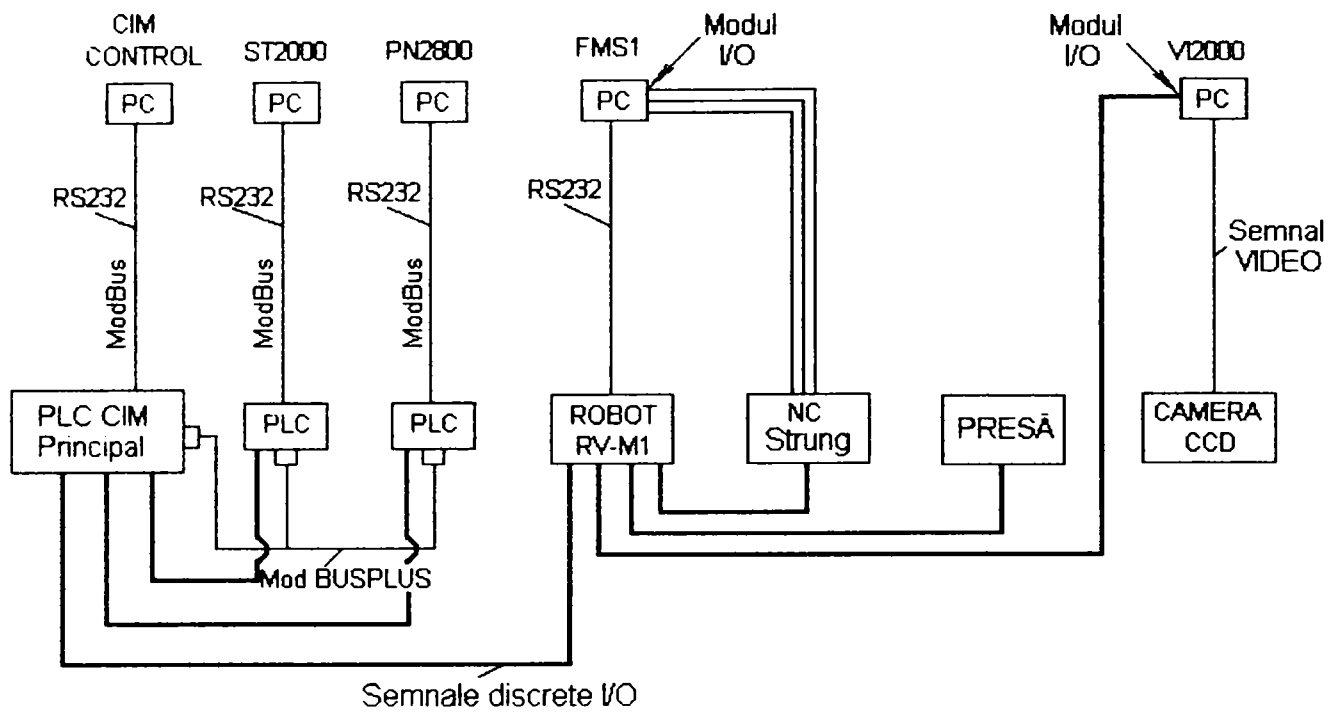 CIM
CONTROL
ST2000
PN2800
FMS1
Modul
I/O
Modul
I/O
VI2000
PC
PC
PC
PC
PC
RS232
RS232
RS232
RS232
Semnal
VIDEO
ModBus
ModBus
ModBus
PLC CIM
Principal
PLC
PLC
ROBOT
RV-M1
NC
Strung
PRESĂ
CAMERA
CCD
Mod BUSPLUS
Semnale discrete I/O